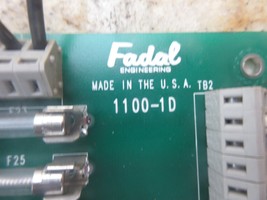 Fadal
ENGINEERING
MADE IN THE U.S.A.
TB2
1100-1D
F25